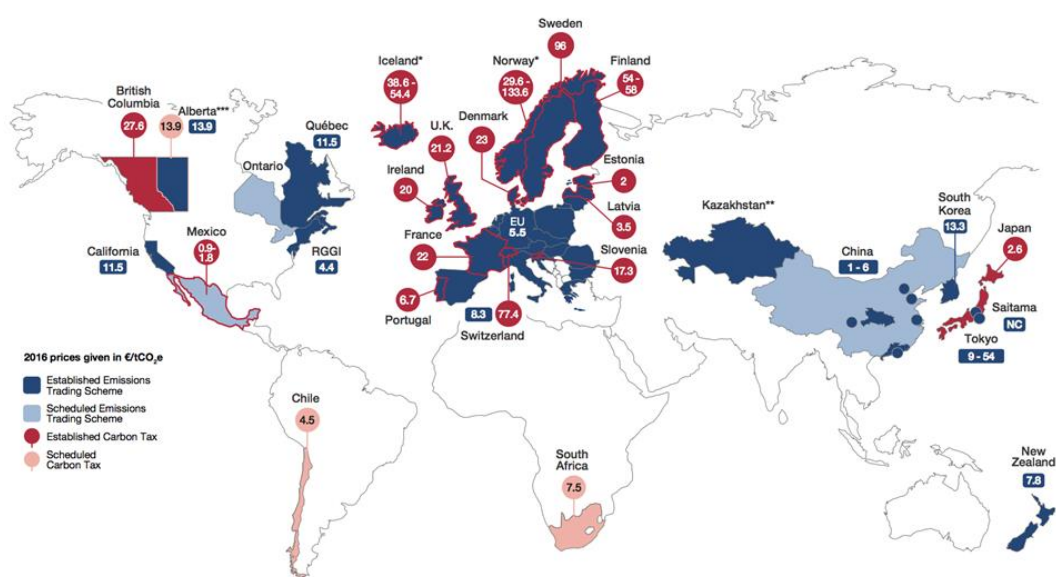 Sweden
96
Iceland*
38.6 -
54.4
Norway*
29.6-
133.6
Finland
54 -
58
British
Columbia
27.6
Alberta***
13.9
13.9
Québec
11.5
U.K.
21.2
Denmark
23
Ontario
Ireland
20
Estonia
2
Latvia
3.5
EU
5.5
France
22
Slovenia
17.3
Kazakhstan**
South
Korea
13.3
Japan
2.6
China
1 - 6
California
11.5
Mexico
0.9-
1.8
RGGI
4.4
6.7
Portugal
8.3
77.4
Switzerland
Saitama
NC
Tokyo
9 - 54
2016 prices given in €/tCO₂e
Established Emissions
Trading Scheme
Scheduled Emissions
Trading Scheme
Established Carbon Tax
Scheduled
Carbon Tax
Chile
4.5
South
Africa
7.5
New
Zealand
7.8